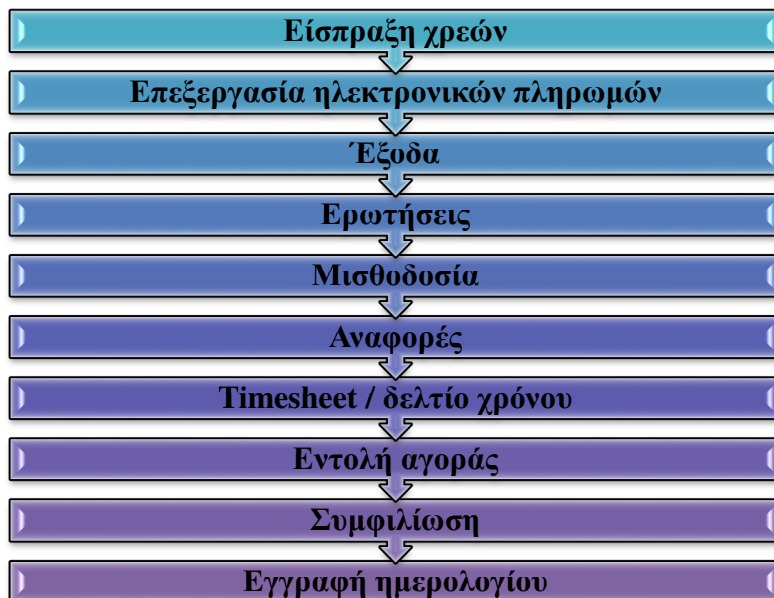 Είσπραξη χρεών
Επεξεργασία ηλεκτρονικών πληρωμών
Έξοδα
Ερωτήσεις
Μισθοδοσία
Αναφορές
Timesheet / δελτίο χρόνου
Εντολή αγοράς
Συμφιλίωση
Εγγραφή ημερολογίου